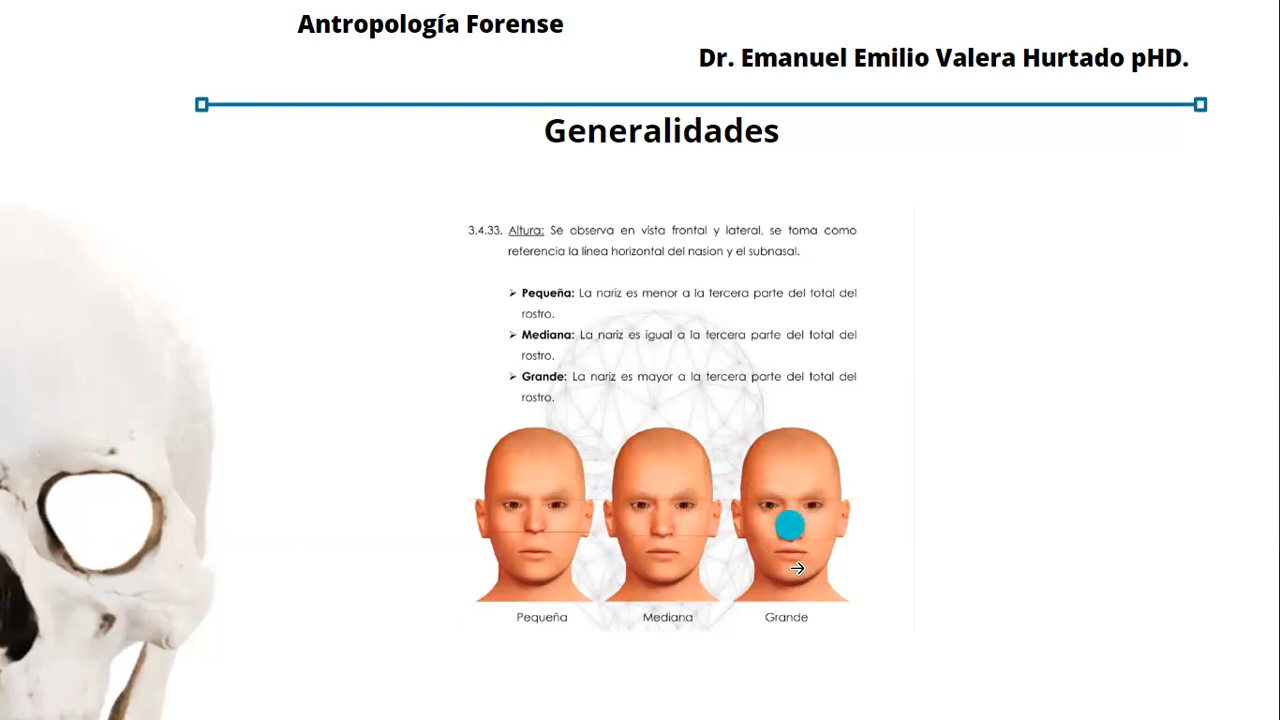 Antropología Forense
Dr. Emanuel Emilio Valera Hurtado pHD.
Generalidades
3.4.33. Altura: Se observa en vista frontal y lateral, se toma como
referencia la línea horizontal del nasion y el subnasal.
➢ Pequeña: La nariz es menor a la tercera parte del total del
rostro.
➢ Mediana: La nariz es igual a la tercera parte del total del
rostro.
➢ Grande: La nariz es mayor a la tercera parte del total del
rostro.
Pequeña Mediana Grande